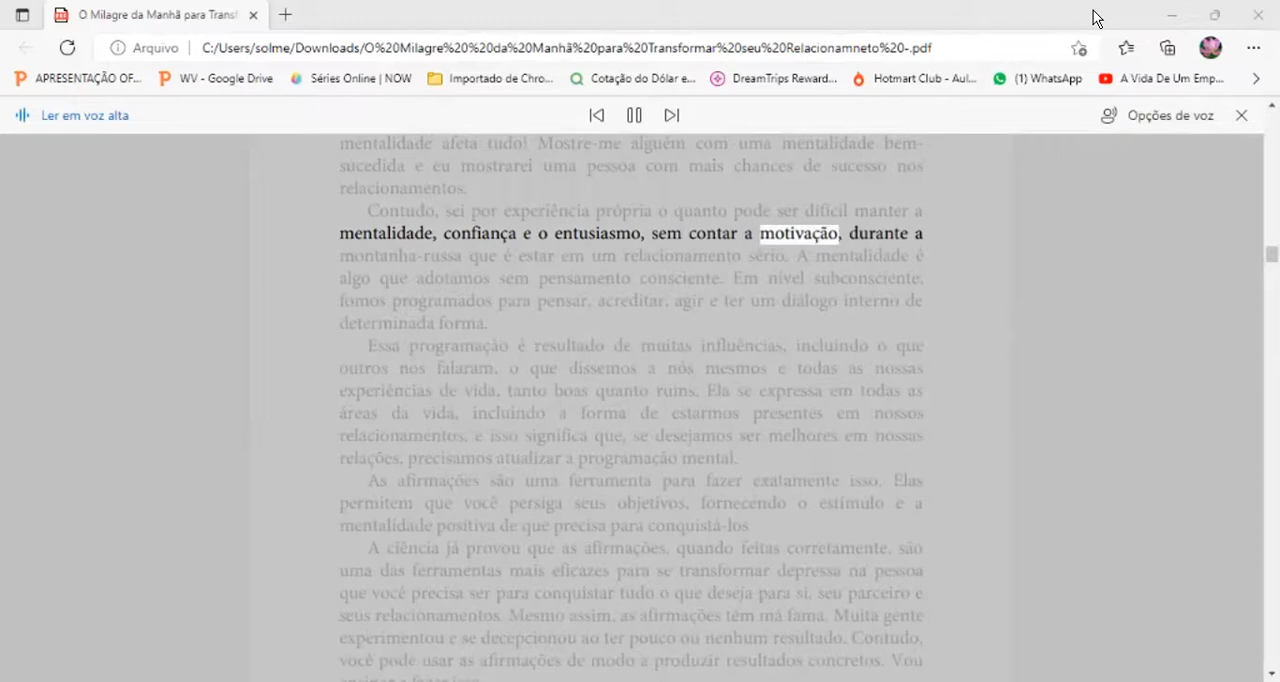 O Milagre da Manhã para Transf
Arquivo
C:/Users/solme/Downloads/O%20Milagre%20%20da%20Manhã%20para%20Transformar%20seu%20Relacionamneto%20-.pdf
APRESENTAÇÃO OF...
WV - Google Drive
Séries Online | NOW
Importado de Chro...
Cotação do Dólar e...
DreamTrips Reward...
Hotmart Club - Aul...
(1) WhatsApp
A Vida De Um Emp...
Ler em voz alta
Opções de voz
mentalidade afeta tudo! Mostre-me alguém com uma mentalidade bem-
sucedida e eu mostrarei uma pessoa com mais chances de sucesso nos
relacionamentos.
Contudo, sei por experiência própria o quanto pode ser difícil manter a
mentalidade, confiança e o entusiasmo, sem contar a motivação, durante a
montanha-russa que é estar em um relacionamento sério. A mentalidade é
algo que adotamos sem pensamento consciente. Em nível subconsciente,
fomos programados para pensar, acreditar, agir e ter um diálogo interno de
determinada forma.
Essa programação é resultado de muitas influências, incluindo o que
outros nos falaram, o que dissemos a nós mesmos e todas as nossas
experiências de vida, tanto boas quanto ruins. Ela se expressa em todas as
áreas da vida, incluindo a forma de estarmos presentes em nossos
relacionamentos, e isso significa que, se desejamos ser melhores em nossas
relações, precisamos atualizar a programação mental.
As afirmações são uma ferramenta para fazer exatamente isso. Elas
permitem que você persiga seus objetivos, fornecendo o estímulo e a
mentalidade positiva de que precisa para conquistá-los
A ciência já provou que as afirmações, quando feitas corretamente, são
uma das ferramentas mais eficazes para se transformar depressa na pessoa
que você precisa ser para conquistar tudo o que deseja para si, seu parceiro e
seus relacionamentos. Mesmo assim, as afirmações têm má fama. Muita gente
experimentou e se decepcionou ao ter pouco ou nenhum resultado. Contudo,
você pode usar as afirmações de modo a produzir resultados concretos. Vou